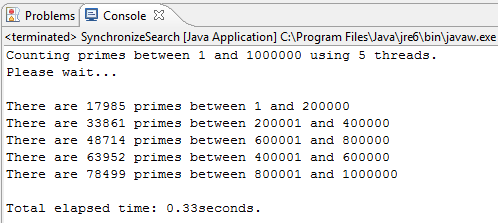 Problems Console
<terminated> SynchronizeSearch [Java Application] C:\Program Files\Java\jre6\bin\javaw.exe
Counting primes between 1 and 1000000 using 5 threads.
Please wait...
There are 17985 primes between 1 and 200000
There are 33861 primes between 200001 and 400000
There are 48714 primes between 600001 and 800000
There are 63952 primes between 400001 and 600000
There are 78499 primes between 800001 and 1000000
Total elapsed time: 0.33seconds.